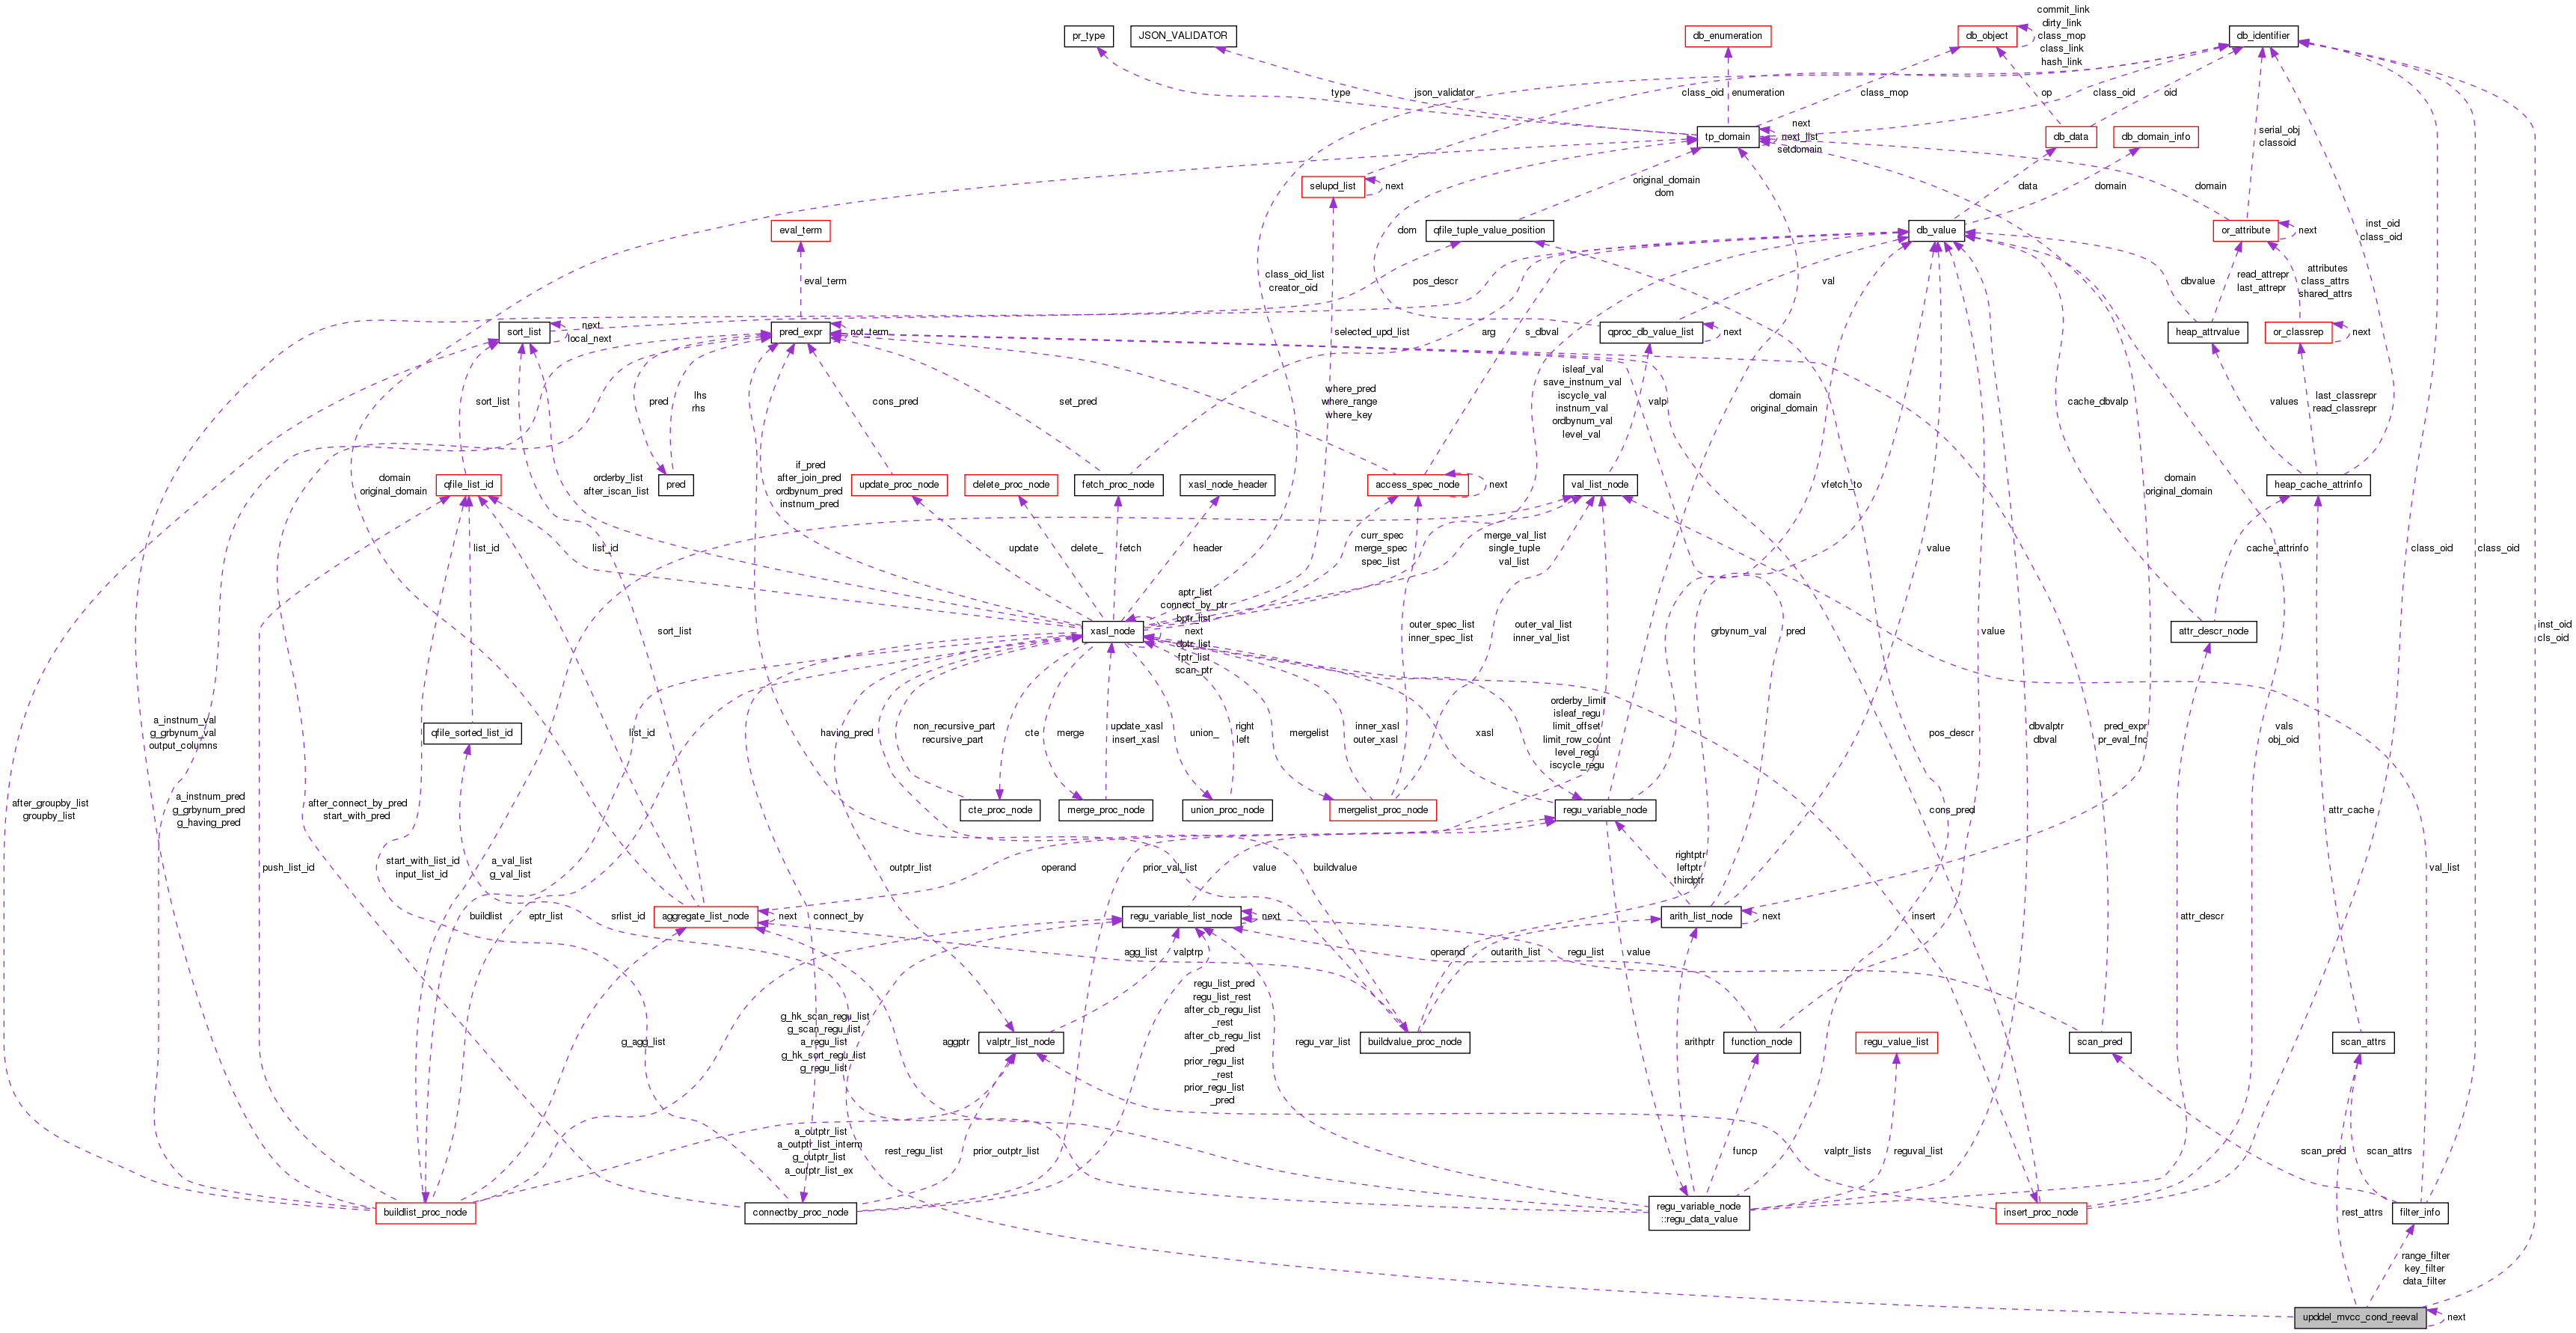 commit_link
dirty_link
class_mop
class_link
hash_link
pr_type
JSON_VALIDATOR
db_enumeration
db_object
db_identifier
type
json_validator
class_oid
enumeration
class_mop
class_oid
op
oid
next
next_list
setdomain
tp_domain
db_data
db_domain_info
serial_obj
classoid
selupd_list
next
original_domain
dom
data
domain
domain
eval_term
qfile_tuple_value_position
dom
db_value
or_attribute
next
inst_oid
class_oid
eval_term
class_oid_list
creator_oid
pos_descr
val
dbvalue
read_attrepr
last_attrepr
attributes
class_attrs
shared_attrs
sort_list
next
local_next
pred_expr
not_term
selected_upd_list
arg
s_dbval
qproc_db_value_list
next
heap_attrvalue
or_classrep
next
sort_list
pred
lhs
rhs
cons_pred
set_pred
where_pred
where_range
where_key
isleaf_val
save_instnum_val
iscycle_val
instnum_val
ordbynum_val
level_val
valp
domain
original_domain
cache_dbvalp
values
last_classrepr
read_classrepr
domain
original_domain
qfile_list_id
orderby_list
after_iscan_list
pred
if_pred
after_join_pred
ordbynum_pred
instnum_pred
update_proc_node
delete_proc_node
fetch_proc_node
xasl_node_header
access_spec_node
next
val_list_node
vfetch_to
domain
original_domain
heap_cache_attrinfo
list_id
list_id
update
delete_
fetch
header
curr_spec
merge_spec
spec_list
merge_val_list
single_tuple
val_list
value
cache_attrinfo
class_oid
class_oid
sort_list
aptr_list
connect_by_ptr
bptr_list
next
dptr_list
fptr_list
scan_ptr
xasl_node
outer_spec_list
inner_spec_list
outer_val_list
inner_val_list
grbynum_val
pred
value
attr_descr_node
inst_oid
cls_oid
a_instnum_val
g_grbynum_val
output_columns
qfile_sorted_list_id
list_id
having_pred
non_recursive_part
recursive_part
cte
merge
update_xasl
insert_xasl
union_
right
left
mergelist
inner_xasl
outer_xasl
xasl
orderby_limit
isleaf_regu
limit_offset
limit_row_count
level_regu
iscycle_regu
pos_descr
dbvalptr
dbval
pred_expr
pr_eval_fnc
vals
obj_oid
after_groupby_list
groupby_list
a_instnum_pred
g_grbynum_pred
g_having_pred
after_connect_by_pred
start_with_pred
cte_proc_node
merge_proc_node
union_proc_node
mergelist_proc_node
regu_variable_node
cons_pred
attr_cache
push_list_id
start_with_list_id
input_list_id
a_val_list
g_val_list
outptr_list
operand
prior_val_list
value
buildvalue
rightptr
leftptr
thirdptr
val_list
buildlist
eptr_list
srlist_id
aggregate_list_node
next
connect_by
regu_variable_list_node
next
arith_list_node
next
insert
attr_descr
agg_list
valptrp
operand
outarith_list
regu_list
value
g_agg_list
g_hk_scan_regu_list
g_scan_regu_list
a_regu_list
g_hk_sort_regu_list
g_regu_list
aggptr
valptr_list_node
regu_list_pred
regu_list_rest
after_cb_regu_list
_rest
after_cb_regu_list
_pred
prior_regu_list
_rest
prior_regu_list
_pred
regu_var_list
buildvalue_proc_node
arithptr
function_node
regu_value_list
scan_pred
scan_attrs
a_outptr_list
a_outptr_list_interm
g_outptr_list
a_outptr_list_ex
rest_regu_list
prior_outptr_list
funcp
valptr_lists
reguval_list
scan_pred
scan_attrs
buildlist_proc_node
connectby_proc_node
regu_variable_node
::regu_data_value
insert_proc_node
rest_attrs
filter_info
range_filter
key_filter
data_filter
upddel_mvcc_cond_reeval
next